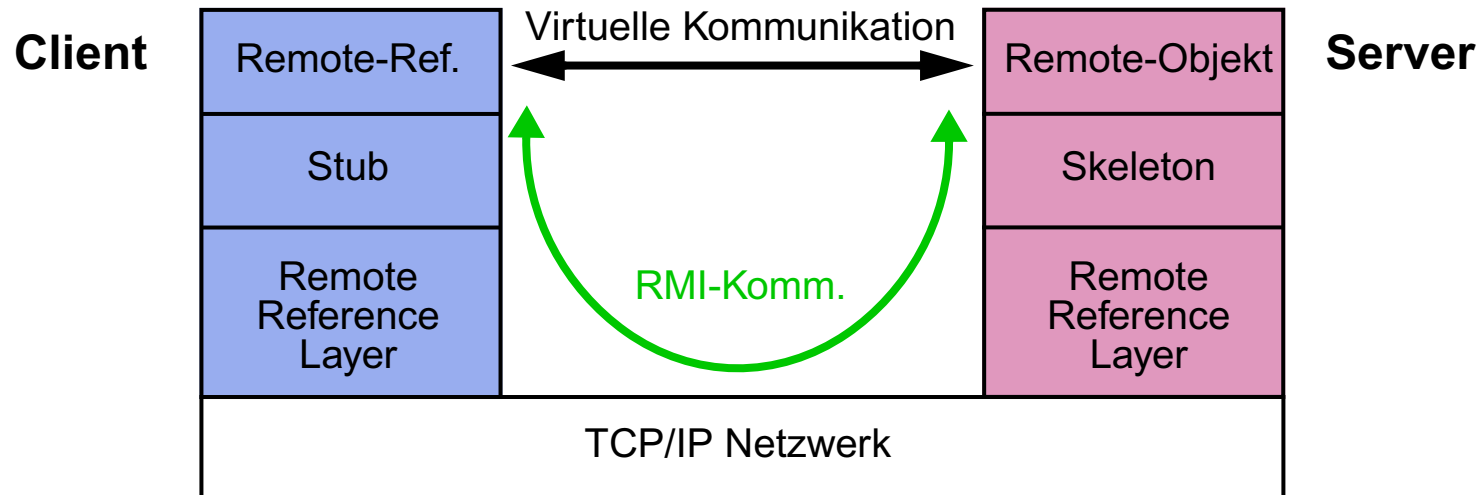 Virtuelle Kommunikation
Client
Remote-Ref.
Remote-Objekt
Server
Stub
Skeleton
Remote
Reference
Layer
RMI-Komm.
Remote
Reference
Layer
TCP/IP Netzwerk